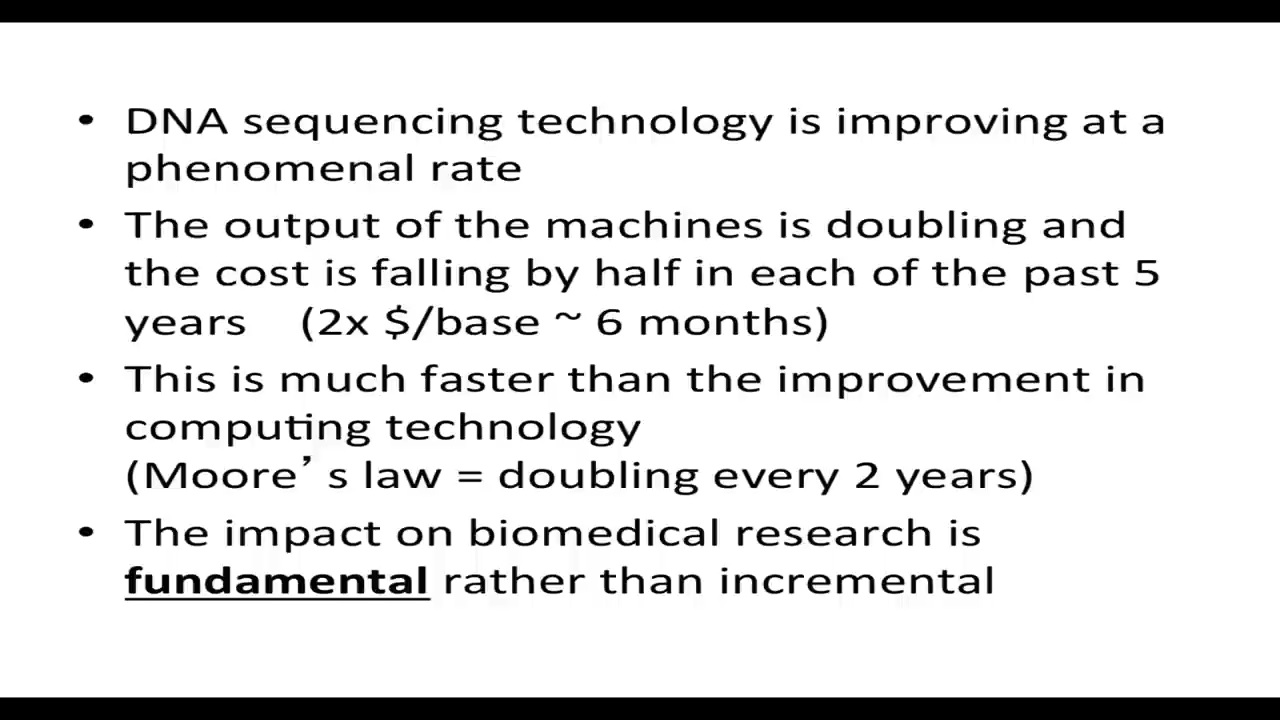 • DNA sequencing technology is improving at a
phenomenal rate
• The output of the machines is doubling and
the cost is falling by half in each of the past 5
years (2x $/base ~ 6 months)
• This is much faster than the improvement in
computing technology
(Moore’s law = doubling every 2 years)
• The impact on biomedical research is
fundamental rather than incremental